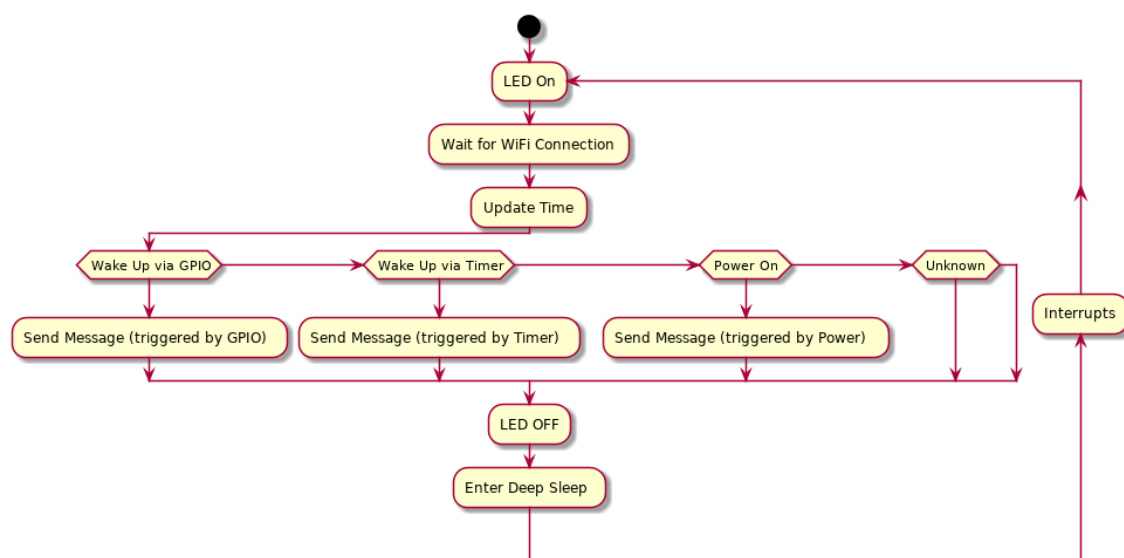 LED On
Wait for WiFi Connection
Update Time
Wake Up via GPIO
Wake Up via Timer
Power On
Unknown
Interrupts
Send Message (triggered by GPIO)
Send Message (triggered by Timer)
Send Message (triggered by Power)
LED OFF
Enter Deep Sleep